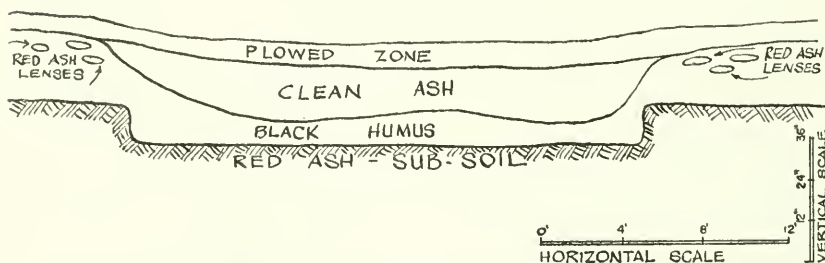 PLOWED ZONE
RED ASH
LENSES
RED ASH
LENSES
CLEAN ASH
BLACK HUMUS
RED ASH - SUB-SOIL
36"
24"
12"
VERTICAL SCALE
0' 4' 8' 12'
HORIZONTAL SCALE